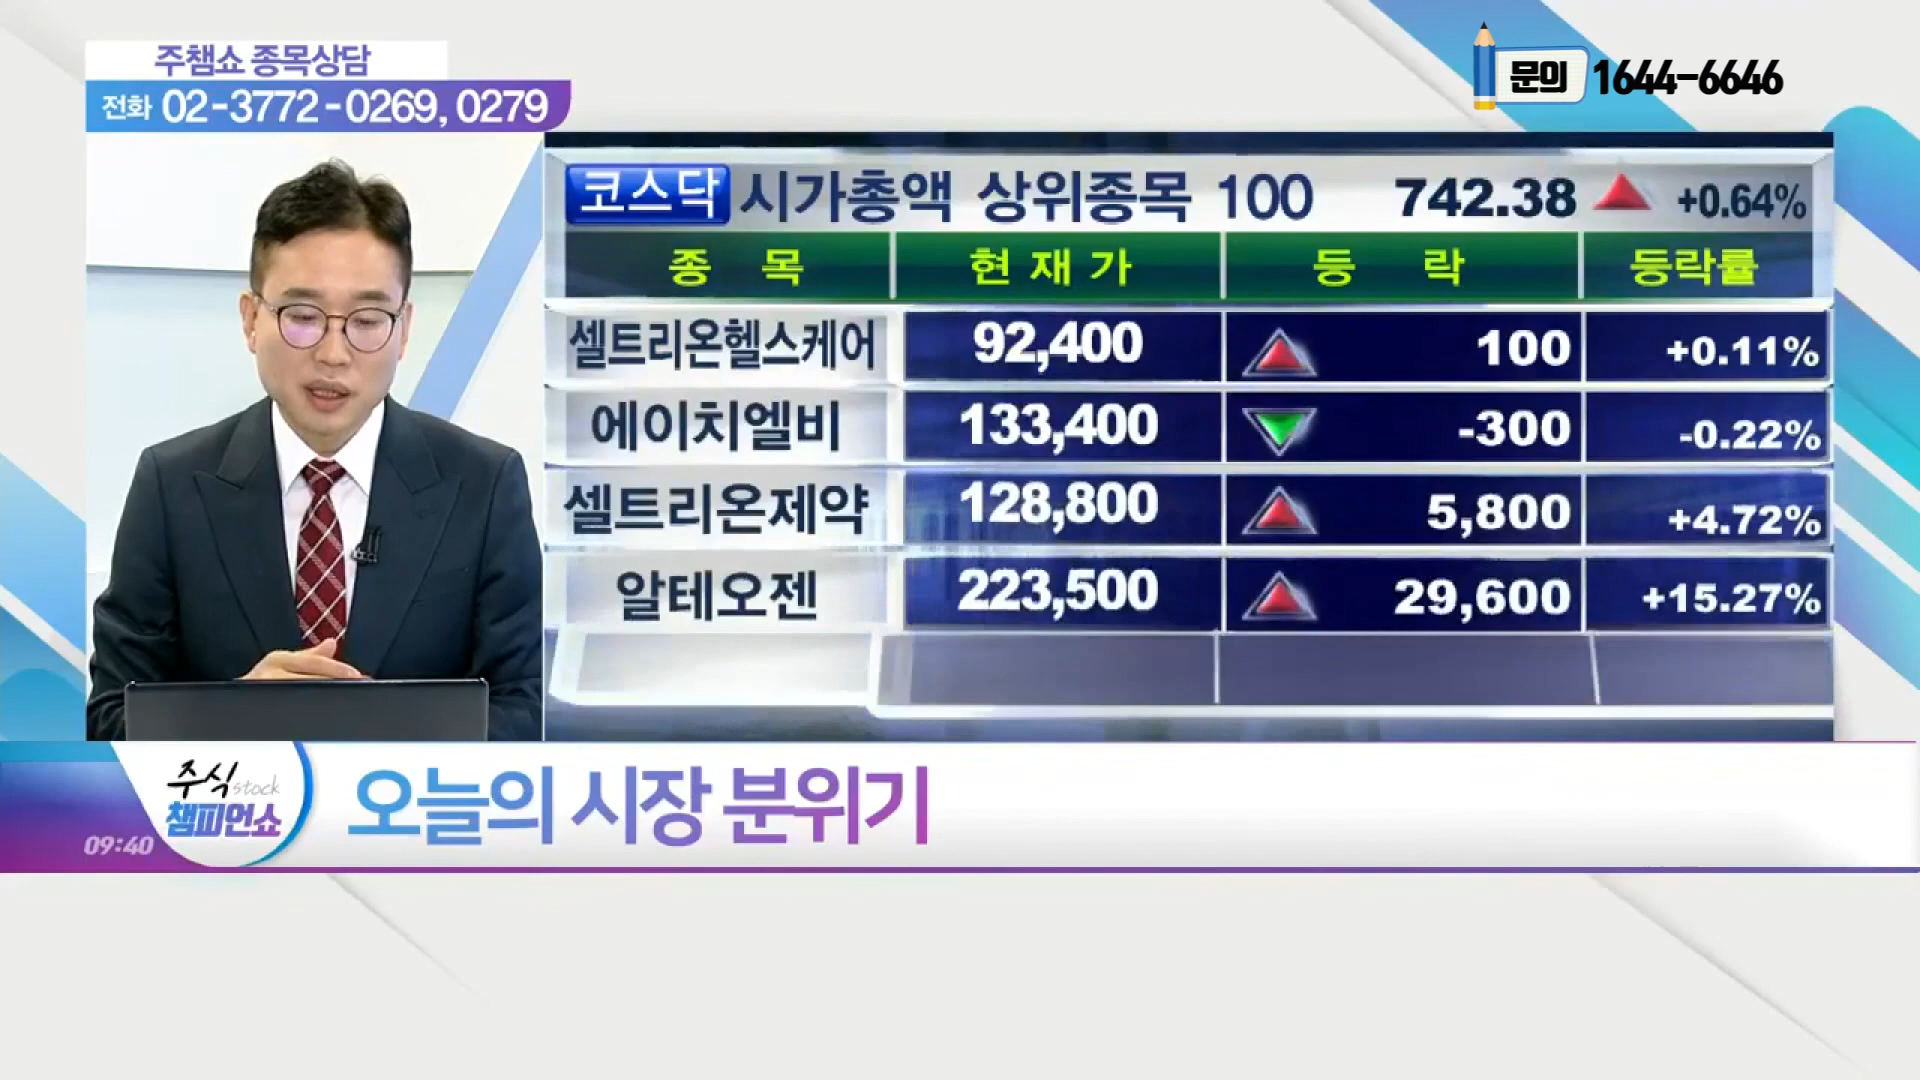 주챔쇼 종목상담
전화 02-3772-0269, 0279
문의 1644-6646
코스닥 시가총액 상위종목 100 742.38 ▲ +0.64%
종 목 현재가 등 락 등락률
셀트리온헬스케어 92,400 ▲ 100 +0.11%
에이치엘비 133,400 ▼ -300 -0.22%
셀트리온제약 128,800 ▲ 5,800 +4.72%
알테오젠 223,500 ▲ 29,600 +15.27%
주식 stock
챔피언쇼
09:40
오늘의 시장 분위기